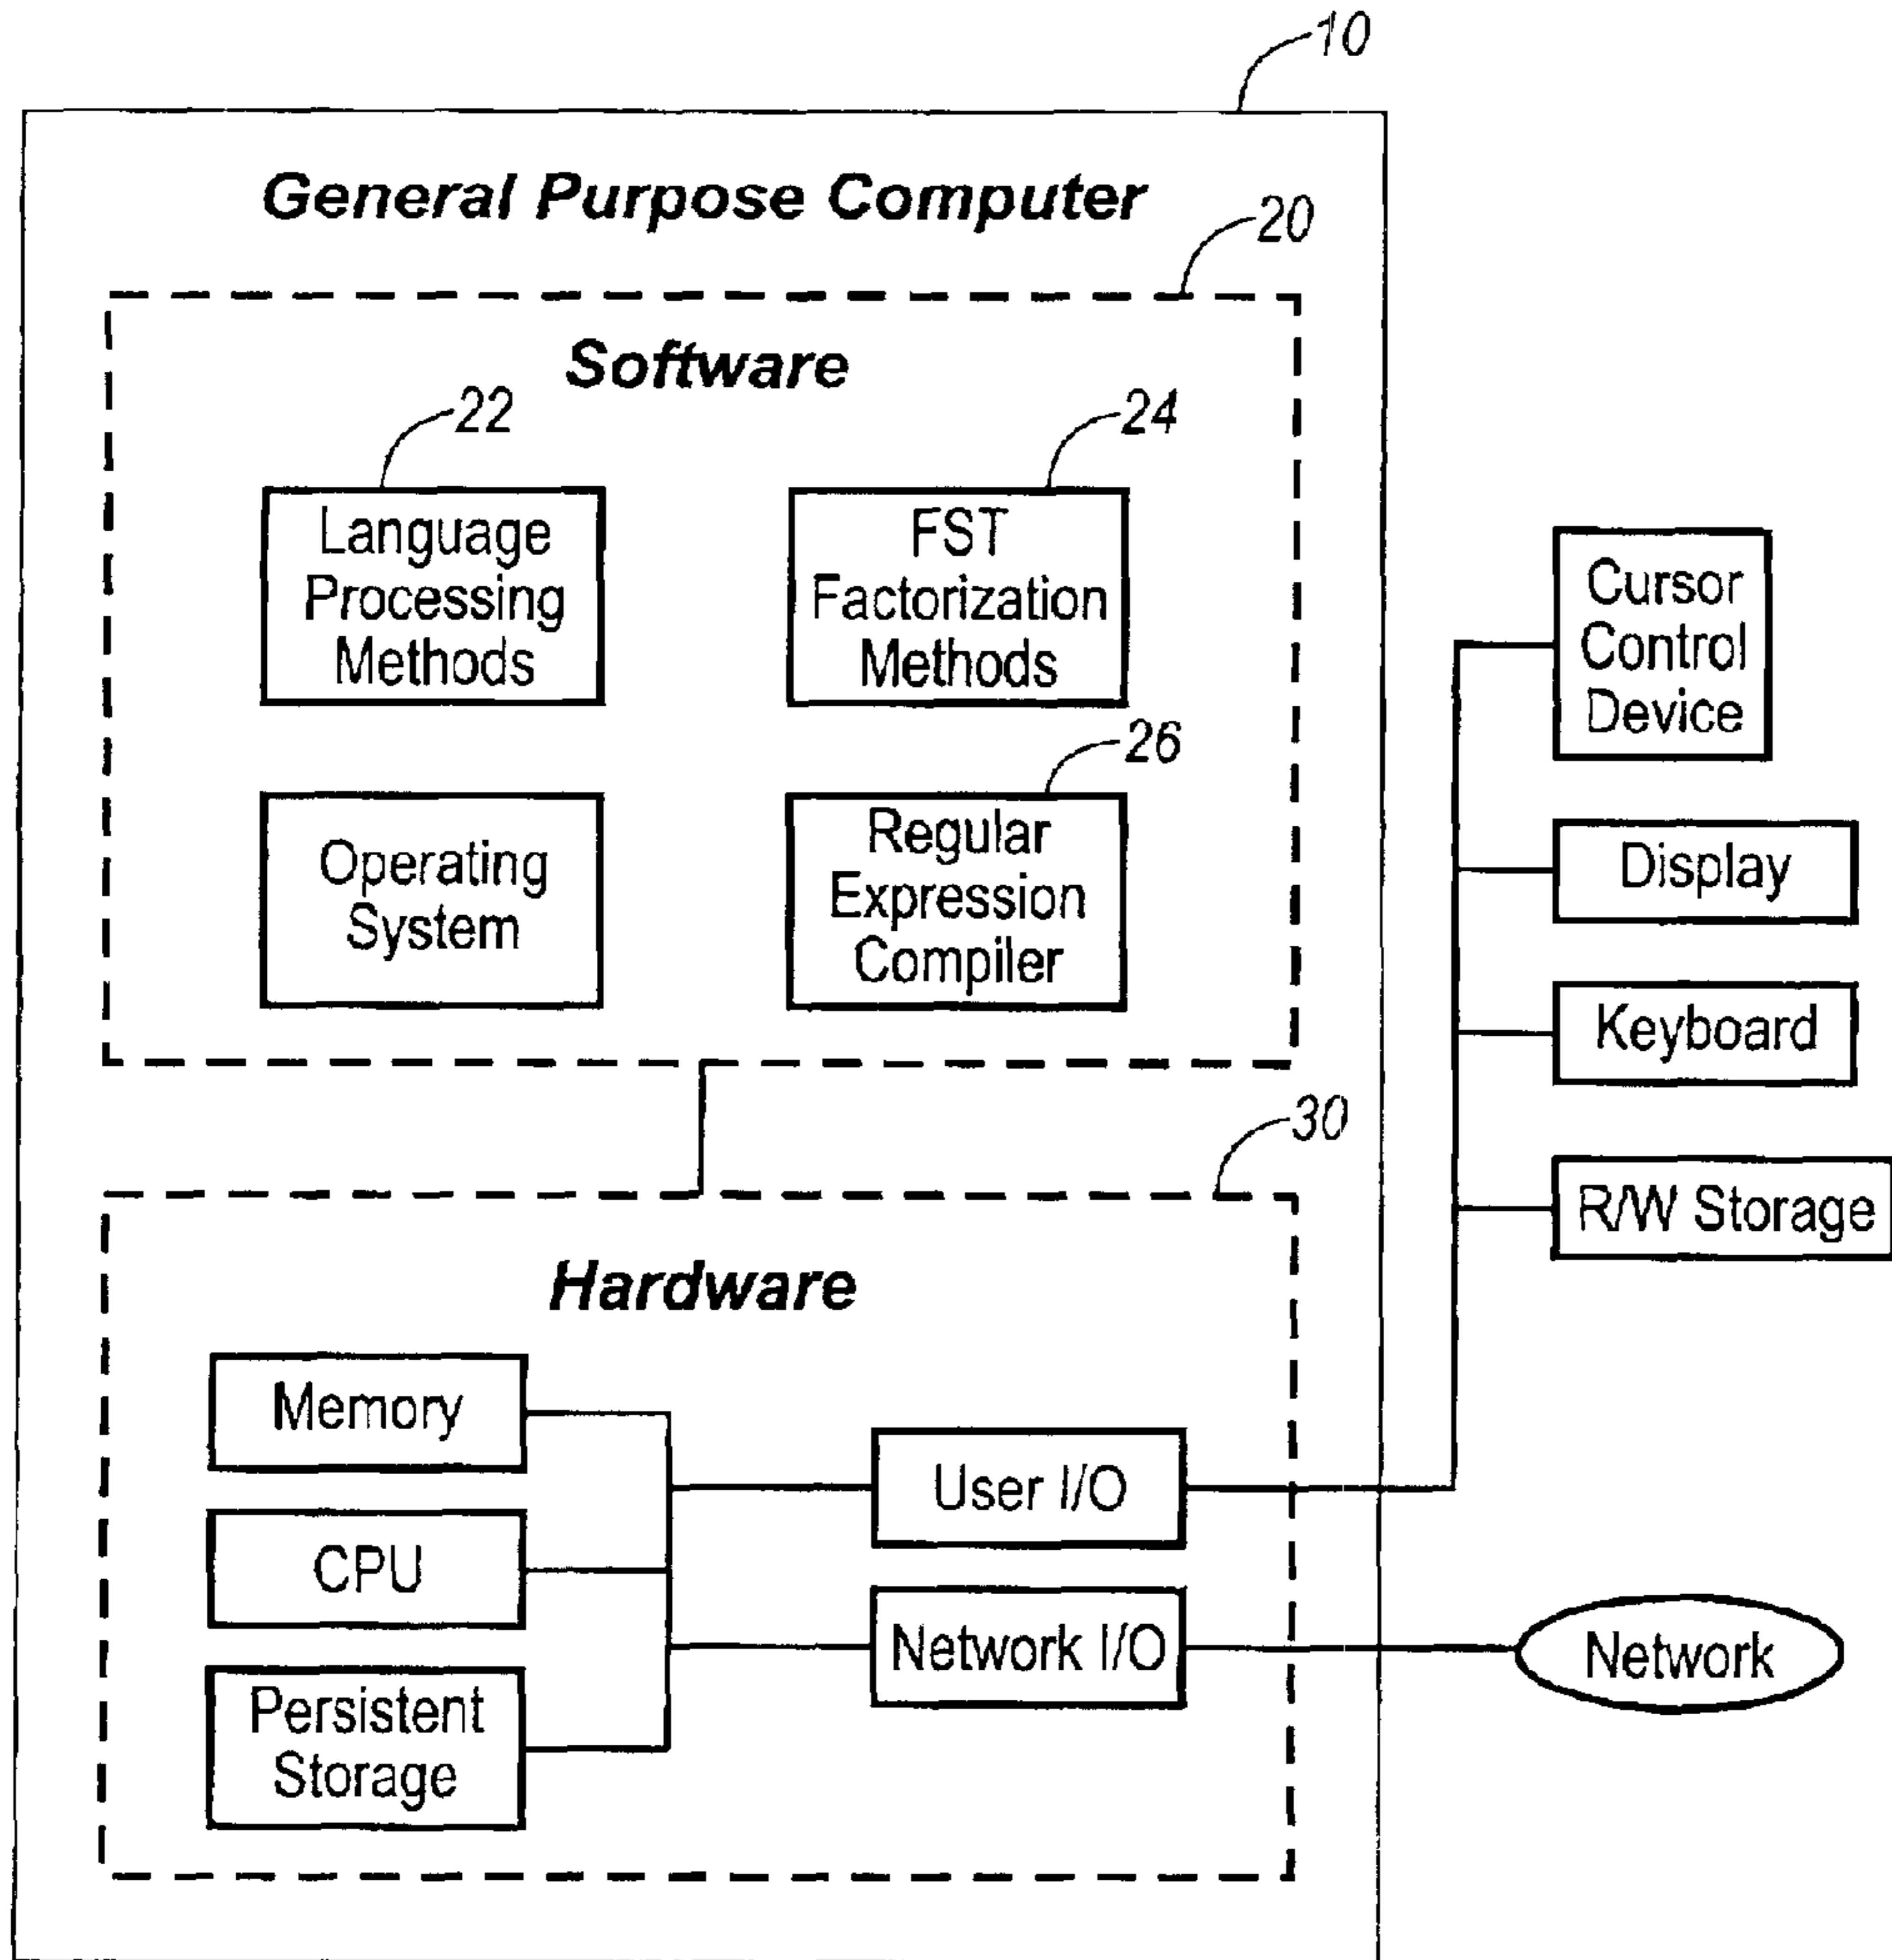 10
General Purpose Computer
20
Software
22
24
Language
Processing
Methods
FST
Factorization
Methods
26
Operating
System
Regular
Expression
Compiler
Cursor
Control
Device
Display
Keyboard
R/W Storage
30
Hardware
Memory
CPU
Persistent
Storage
User I/O
Network I/O
Network